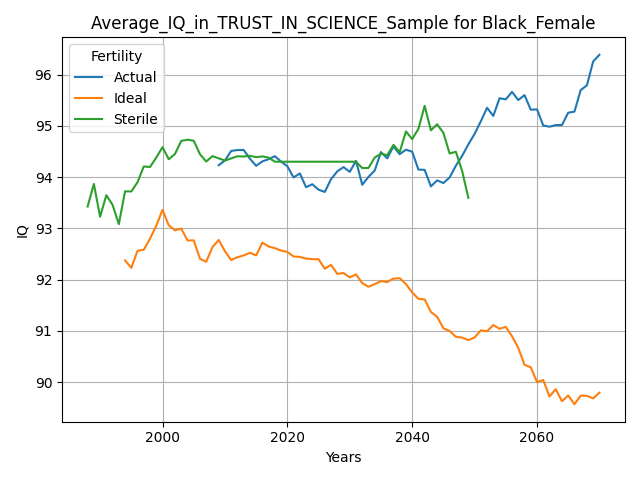 Average_IQ_in_TRUST_IN_SCIENCE_Sample for Black_Female
Fertility
Actual
Ideal
Sterile
IQ
96
95
94
93
92
91
90
2000 2020 2040 2060
Years